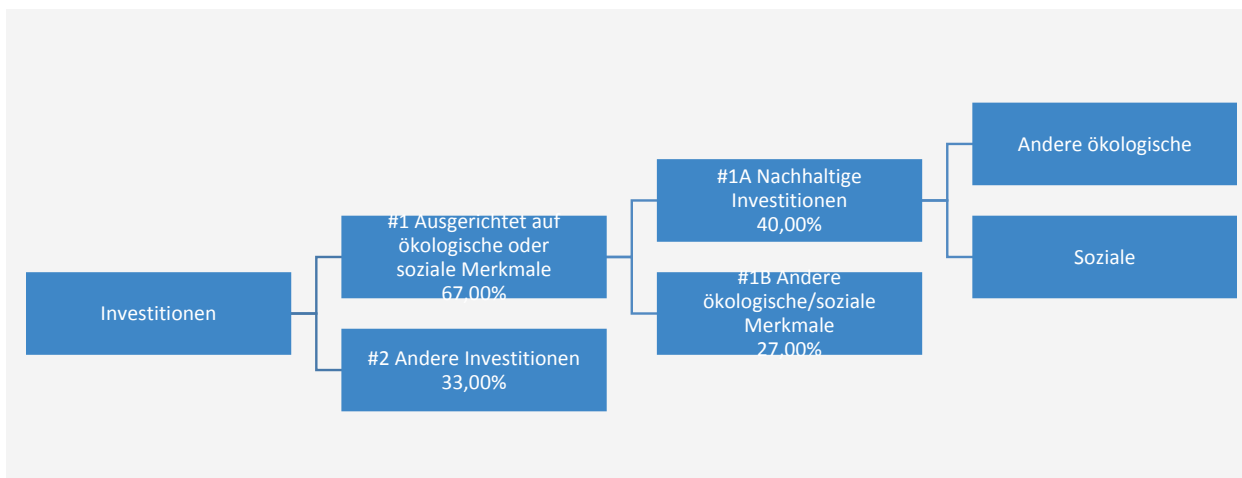 Investitionen
#1 Ausgerichtet auf
ökologische oder
soziale Merkmale
67,00%
#2 Andere Investitionen
33,00%
#1A Nachhaltige
Investitionen
40,00%
#1B Andere
ökologische/soziale
Merkmale
27,00%
Andere ökologische
Soziale